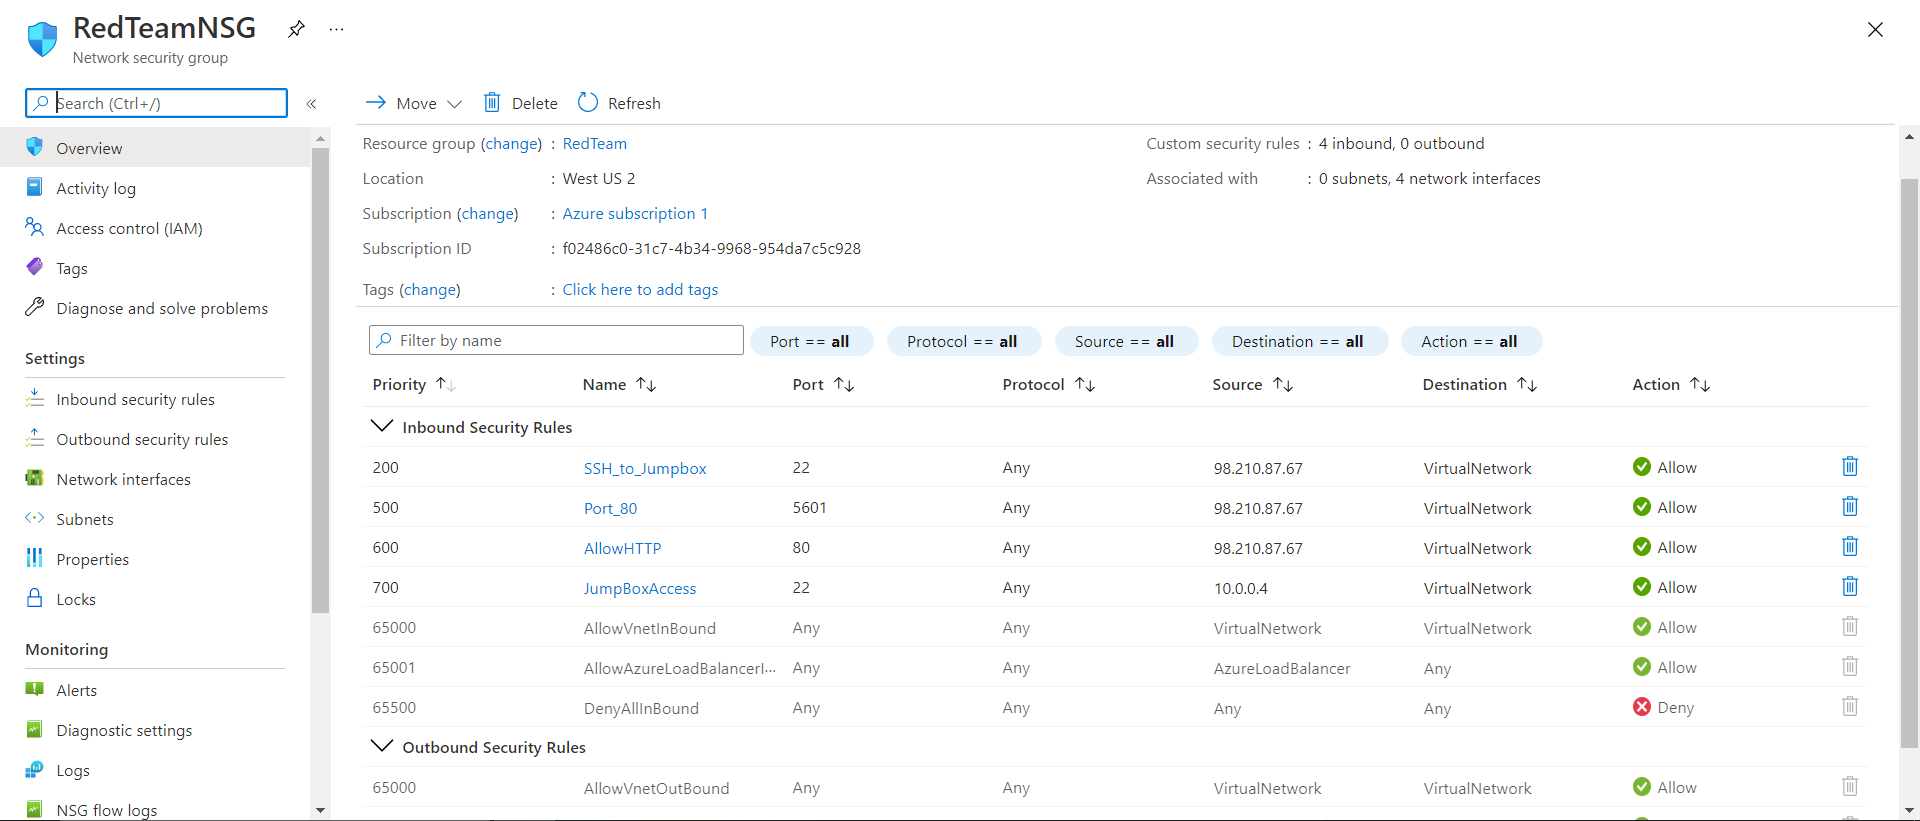 RedTeamNSG
Network security group
Search (Ctrl+/)
Overview
Activity log
Access control (IAM)
Tags
Diagnose and solve problems
Settings
Inbound security rules
Outbound security rules
Network interfaces
Subnets
Properties
Locks
Monitoring
Alerts
Diagnostic settings
Logs
NSG flow logs
Move Delete Refresh
Resource group (change) : RedTeam
Location : West US 2
Subscription (change) : Azure subscription 1
Subscription ID : f02486c0-31c7-4b34-9968-954da7c5c928
Tags (change) : Click here to add tags
Custom security rules : 4 inbound, 0 outbound
Associated with : 0 subnets, 4 network interfaces
Filter by name Port == all Protocol == all Source == all Destination == all Action == all
Priority Name Port Protocol Source Destination Action
Inbound Security Rules
200 SSH_to_Jumpbox 22 Any 98.210.87.67 VirtualNetwork Allow
500 Port_80 5601 Any 98.210.87.67 VirtualNetwork Allow
600 AllowHTTP 80 Any 98.210.87.67 VirtualNetwork Allow
700 JumpBoxAccess 22 Any 10.0.0.4 VirtualNetwork Allow
65000 AllowVnetInBound Any Any VirtualNetwork VirtualNetwork Allow
65001 AllowAzureLoadBalancerI... Any Any AzureLoadBalancer Any Allow
65500 DenyAllInBound Any Any Any Any Deny
Outbound Security Rules
65000 AllowVnetOutBound Any Any VirtualNetwork VirtualNetwork Allow